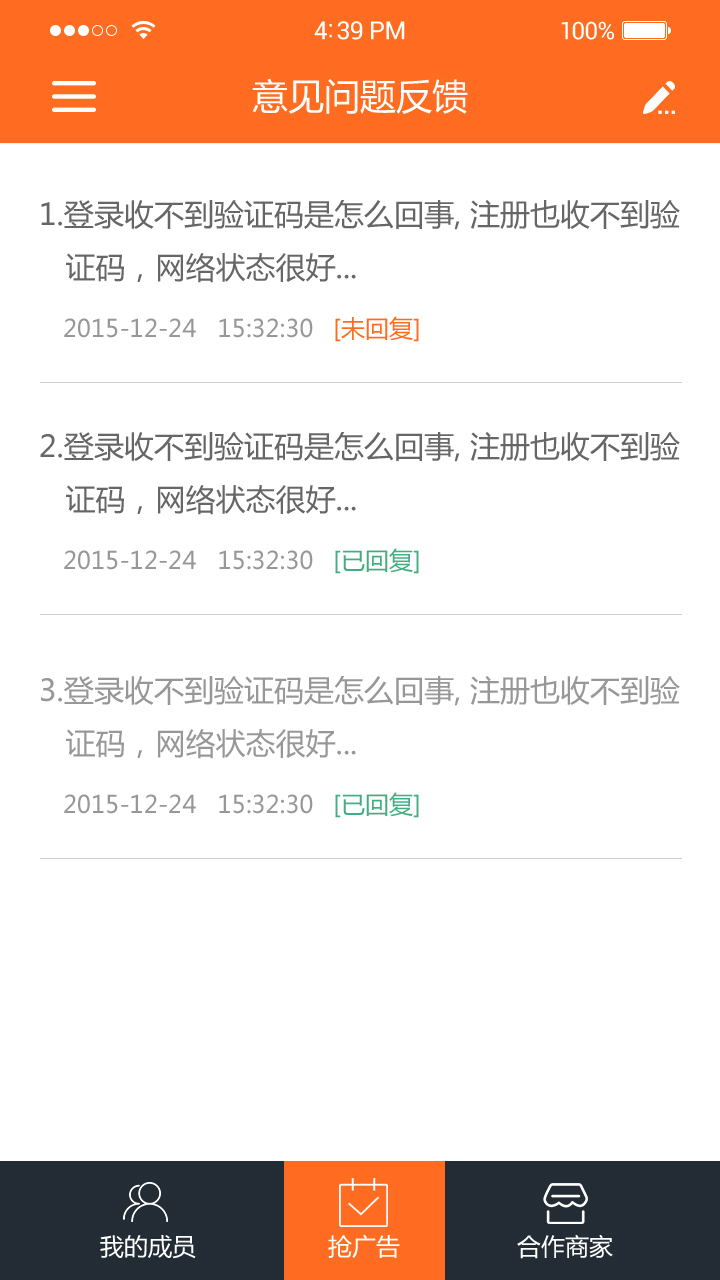 4:39 PM 100%
意见问题反馈
1.登录收不到验证码是怎么回事, 注册也收不到验
证码，网络状态很好...
2015-12-24 15:32:30 [未回复]
2.登录收不到验证码是怎么回事, 注册也收不到验
证码，网络状态很好...
2015-12-24 15:32:30 [已回复]
3.登录收不到验证码是怎么回事, 注册也收不到验
证码，网络状态很好...
2015-12-24 15:32:30 [已回复]
我的成员 抢广告 合作商家